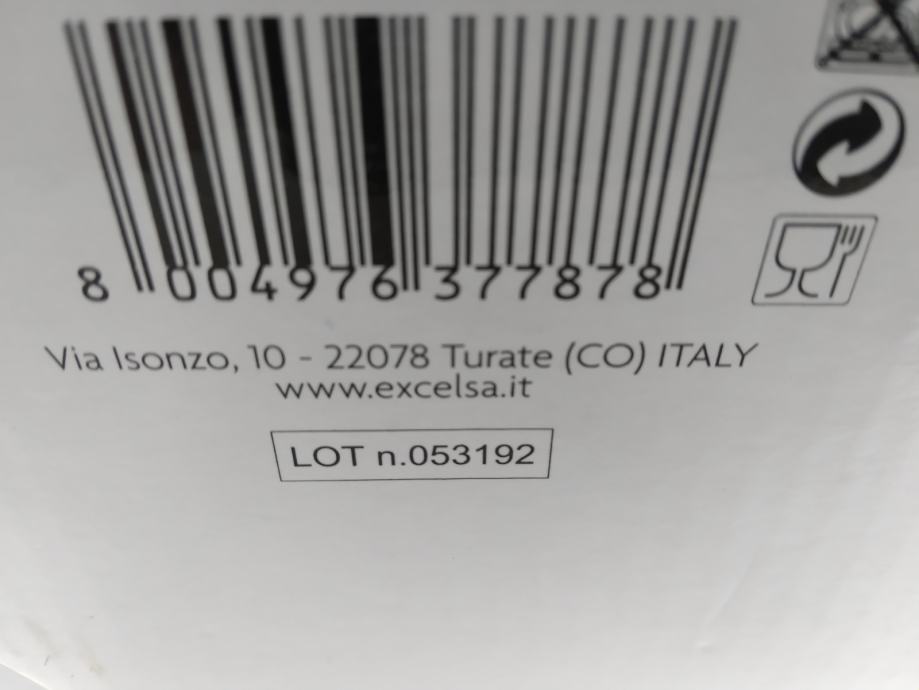 8 004976 377878
Via Isonzo, 10 - 22078 Turate (CO) ITALY
www.excelsa.it
LOT n.053192